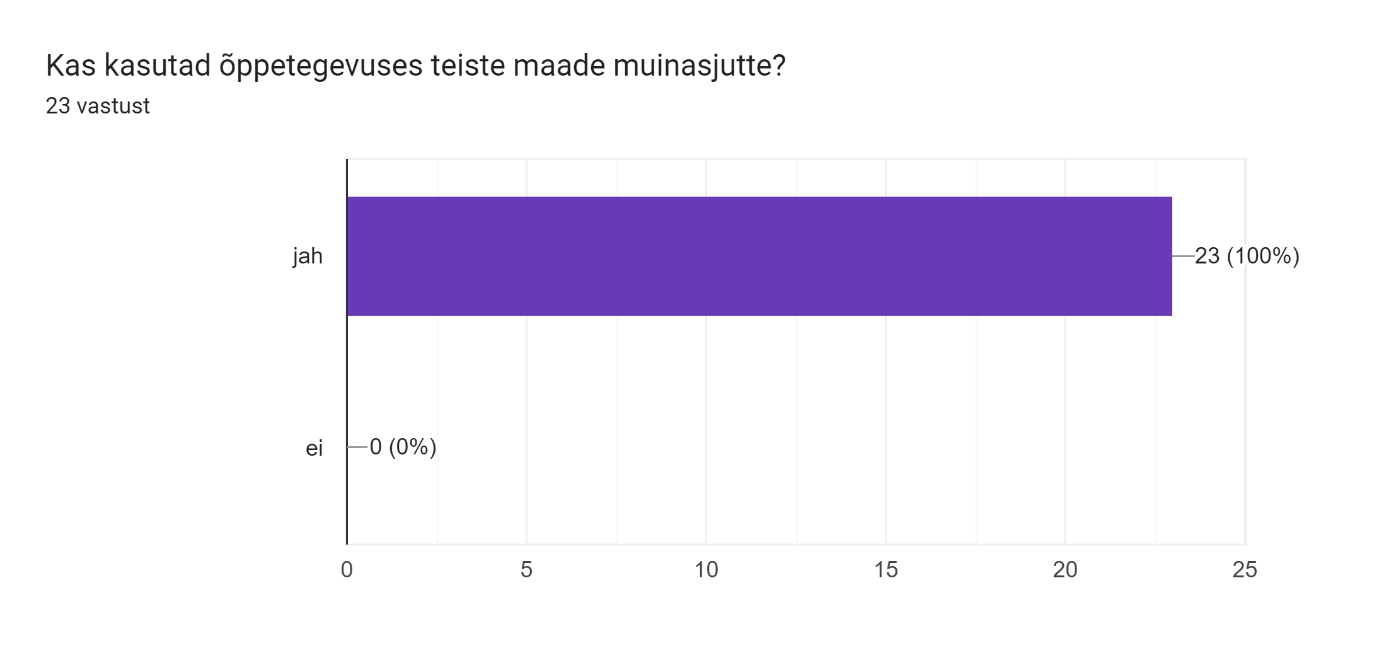 Kas kasutad õppetegevuses teiste maade muinasjutte?
23 vastust
jah
23 (100%)
ei
0 (0%)
0 5 10 15 20 25